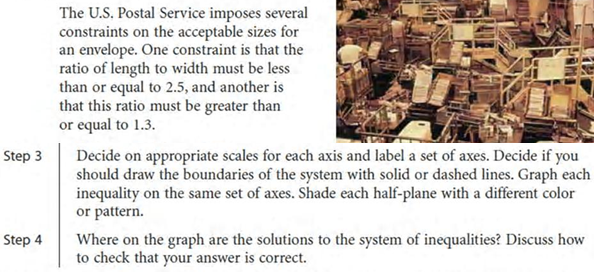 The U.S. Postal Service imposes several
constraints on the acceptable sizes for
an envelope. One constraint is that the
ratio of length to width must be less
than or equal to 2.5, and another is
that this ratio must be greater than
or equal to 1.3.
Step 3 Decide on appropriate scales for each axis and label a set of axes. Decide if you
should draw the boundaries of the system with solid or dashed lines. Graph each
inequality on the same set of axes. Shade each half-plane with a different color
or pattern.
Step 4 Where on the graph are the solutions to the system of inequalities? Discuss how
to check that your answer is correct.